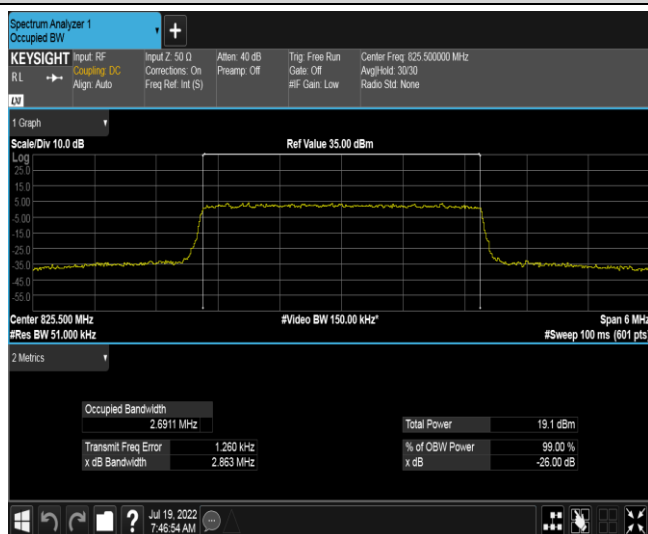 Spectrum Analyzer 1
Occupied BW
+
KEYSIGHT
RL
LXI
Input: RF
Coupling: DC
Align: Auto
Input Z: 50 Ω
Corrections: On
Freq Ref: Int (S)
Atten: 40 dB
Preamp: Off
Trig: Free Run
Gate: Off
#IF Gain: Low
Center Freq: 825.500000 MHz
Avg|Hold: 30/30
Radio Std: None
1 Graph
Scale/Div 10.0 dB
Ref Value 35.00 dBm
Log
25.0
15.0
5.00
-5.00
-15.0
-25.0
-35.0
-45.0
-55.0
Center 825.500 MHz
#Video BW 150.00 kHz*
Span 6 MHz
#Res BW 51.000 kHz
#Sweep 100 ms (601 pts)
2 Metrics
Occupied Bandwidth
2.6911 MHz
Total Power 19.1 dBm
Transmit Freq Error 1.260 kHz
% of OBW Power 99.00 %
x dB Bandwidth 2.863 MHz
x dB -26.00 dB
?
Jul 19, 2022
7:46:54 AM